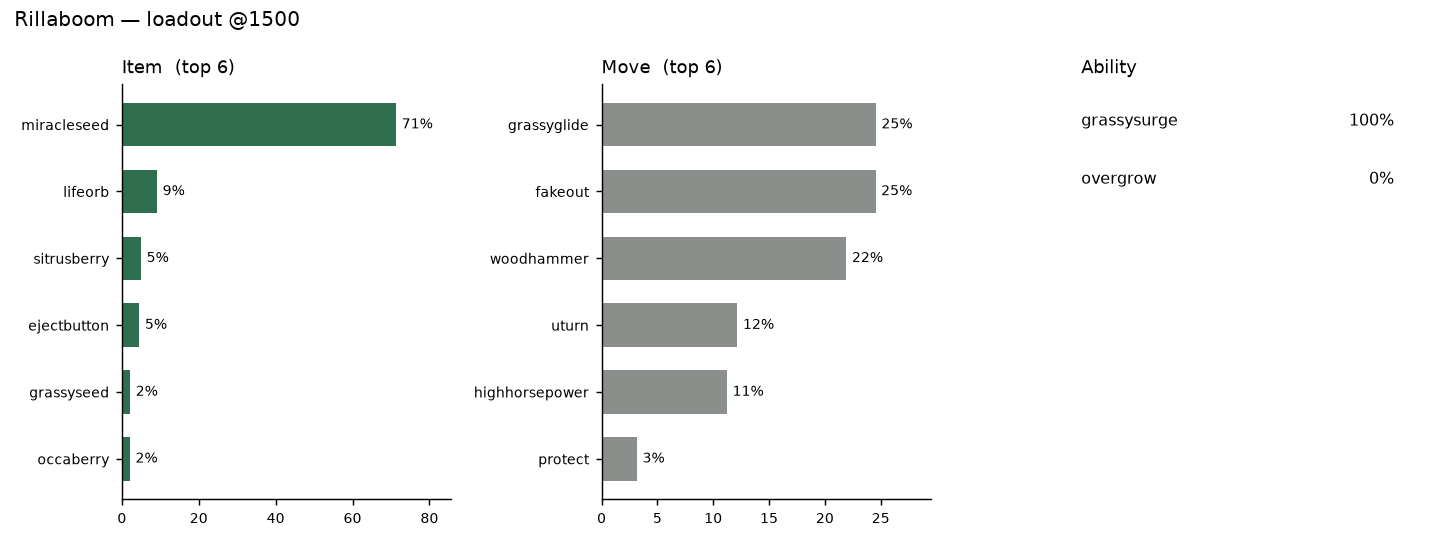 Rillaboom — loadout @1500
Item (top 6)
miracleseed 71%
lifeorb 9%
sitrusberry 5%
ejectbutton 5%
grassyseed 2%
occaberry 2%
0 20 40 60 80
Move (top 6)
grassyglide 25%
fakeout 25%
woodhammer 22%
uturn 12%
highhorsepower 11%
protect 3%
0 5 10 15 20 25
Ability
grassysurge 100%
overgrow 0%